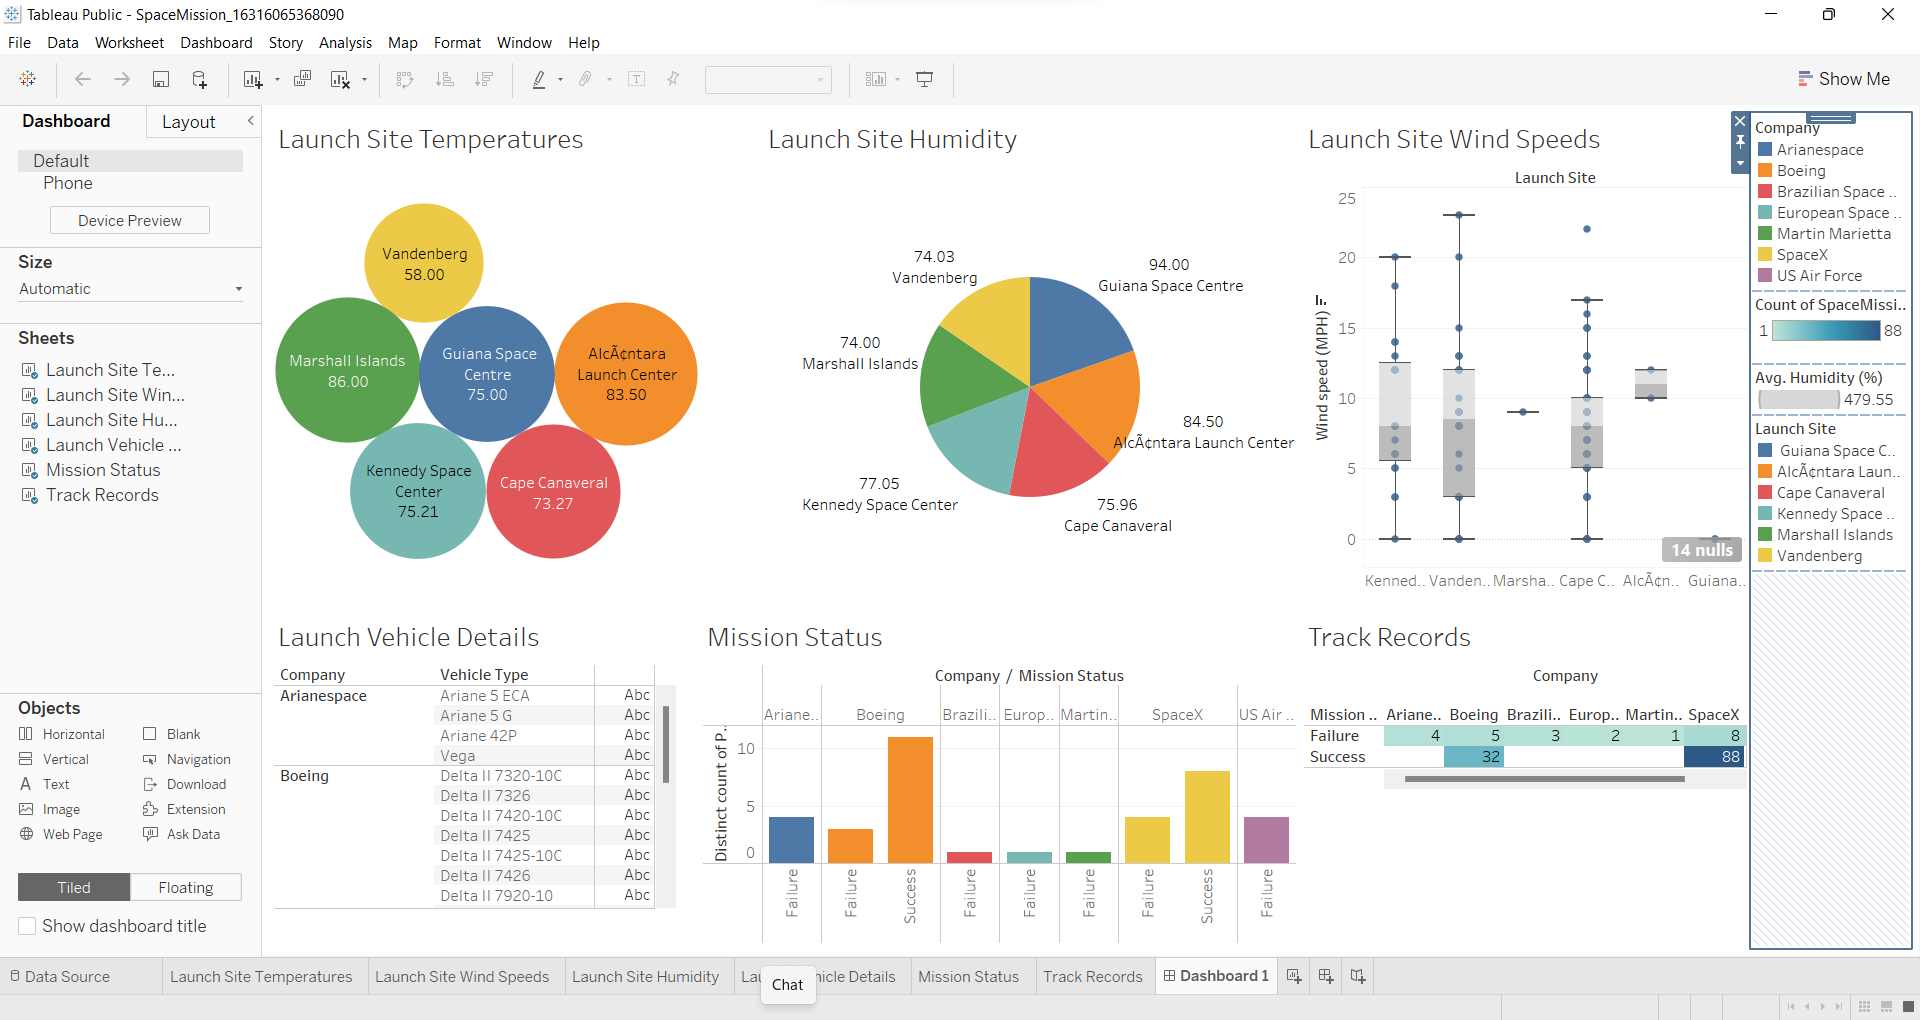 Tableau Public - SpaceMission_16316065368090
File Data Worksheet Dashboard Story Analysis Map Format Window Help
Show Me
Dashboard Layout
Default
Phone
Device Preview
Size
Automatic
Sheets
Launch Site Te...
Launch Site Win...
Launch Site Hu...
Launch Vehicle ...
Mission Status
Track Records
Objects
Horizontal Blank
Vertical Navigation
Text Download
Image Extension
Web Page Ask Data
Tiled Floating
Show dashboard title
Launch Site Temperatures
Vandenberg
58.00
Marshall Islands
86.00
Guiana Space
Centre
75.00
AlcÃ¢ntara
Launch Center
83.50
Kennedy Space
Center
75.21
Cape Canaveral
73.27
Launch Site Humidity
74.03
Vandenberg
94.00
Guiana Space Centre
74.00
Marshall Islands
84.50
AlcÃ¢ntara Launch Center
77.05
Kennedy Space Center
75.96
Cape Canaveral
Launch Site Wind Speeds
Launch Site
Wind speed (MPH)
25
20
15
10
5
0
14 nulls
Kenned.. Vanden.. Marsha.. Cape C.. AlcÃ¢n.. Guiana..
Company
Arianespace
Boeing
Brazilian Space ..
European Space ..
Martin Marietta
SpaceX
US Air Force
Count of SpaceMissi..
1 88
Avg. Humidity (%)
479.55
Launch Site
Guiana Space C..
AlcÃ¢ntara Laun..
Cape Canaveral
Kennedy Space ..
Marshall Islands
Vandenberg
Launch Vehicle Details
Company Vehicle Type
Arianespace Ariane 5 ECA Abc
Ariane 5 G Abc
Ariane 42P Abc
Vega Abc
Boeing Delta II 7320-10C Abc
Delta II 7326 Abc
Delta II 7420-10C Abc
Delta II 7425 Abc
Delta II 7425-10C Abc
Delta II 7426 Abc
Delta II 7920-10 Abc
Mission Status
Company / Mission Status
Ariane.. Boeing Brazili.. Europ.. Martin.. SpaceX US Air ..
Distinct count of P..
10
5
0
Failure Failure Success Failure Failure Failure Failure Success Failure
Track Records
Company
Mission .. Ariane.. Boeing Brazili.. Europ.. Martin.. SpaceX
Failure 4 5 3 2 1 8
Success 32 88
Data Source Launch Site Temperatures Launch Site Wind Speeds Launch Site Humidity Lau hicle Details Mission Status Track Records Dashboard 1
Chat